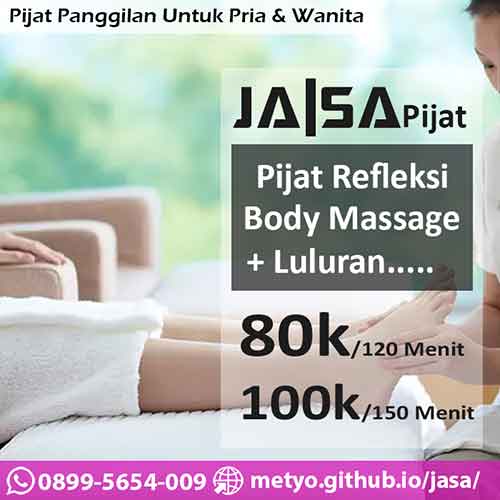 Pijat Panggilan Untuk Pria & Wanita
JA|SA Pijat
Pijat Refleksi
Body Massage
+ Luluran.....
80k/120 Menit
100k/150 Menit
0899-5654-009 metyo.github.io/jasa/